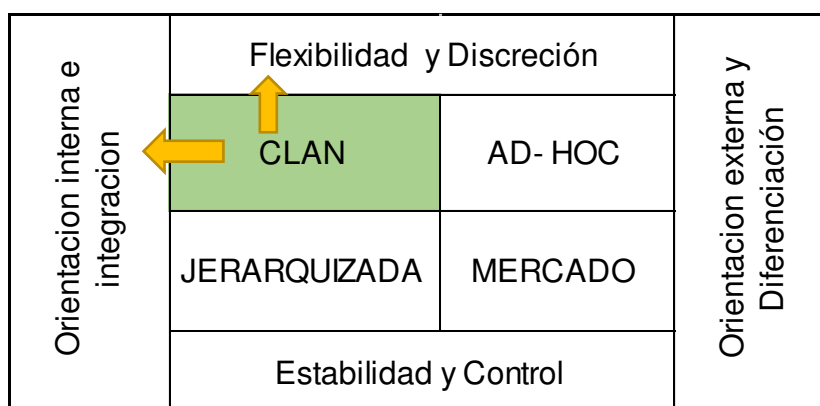 Orientacion interna e
integracion
Flexibilidad y Discreción
CLAN
AD- HOC
JERARQUIZADA
MERCADO
Estabilidad y Control
Orientacion externa y
Diferenciación